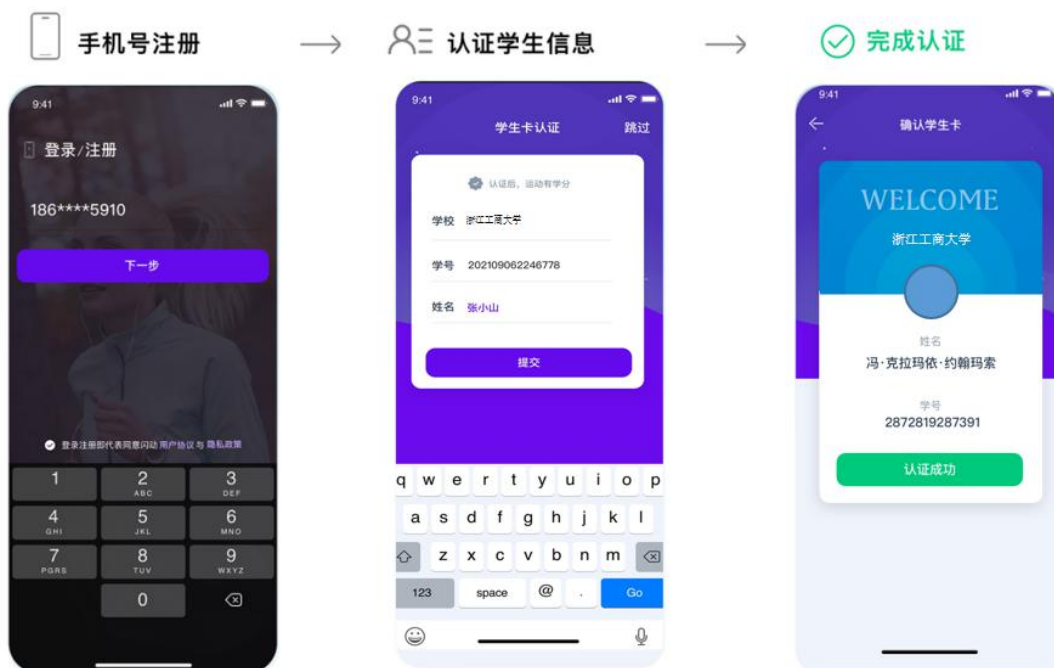 手机号注册
认证学生信息
完成认证
9:41
登录/注册
186****5910
下一步
登录注册即代表同意闪动 用户协议 与 隐私政策
1
2
ABC
3
DEF
4
GHI
5
JKL
6
MNO
7
PQRS
8
TUV
9
WXYZ
0
9:41
学生卡认证
跳过
认证后，运动有学分
学校 浙江工商大学
学号 202109062246778
姓名 张小山
提交
q w e r t y u i o p
a s d f g h j k l
z x c v b n m
123 space @ . Go
9:41
确认学生卡
WELCOME
浙江工商大学
姓名
冯·克拉玛依·约翰玛索
学号
2872819287391
认证成功